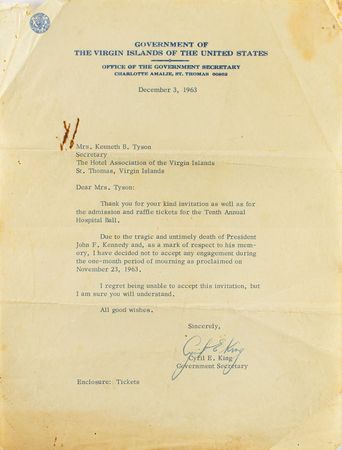 GOVERNMENT OF
THE VIRGIN ISLANDS OF THE UNITED STATES
OFFICE OF THE GOVERNMENT SECRETARY
CHARLOTTE AMALIE, ST. THOMAS 00802
December 3, 1963
Mrs. Kenneth B. Tyson
Secretary
The Hotel Association of the Virgin Islands
St. Thomas, Virgin Islands
Dear Mrs. Tyson:
Thank you for your kind invitation as well as for
the admission and raffle tickets for the Tenth Annual
Hospital Ball.
Due to the tragic and untimely death of President
John F. Kennedy and, as a mark of respect to his mem-
ory, I have decided not to accept any engagement during
the one-month period of mourning as proclaimed on
November 23, 1963.
I regret being unable to accept this invitation, but
I am sure you will understand.
All good wishes.
Sincerely,
Cyril E. King
Cyril E. King
Government Secretary
Enclosure: Tickets